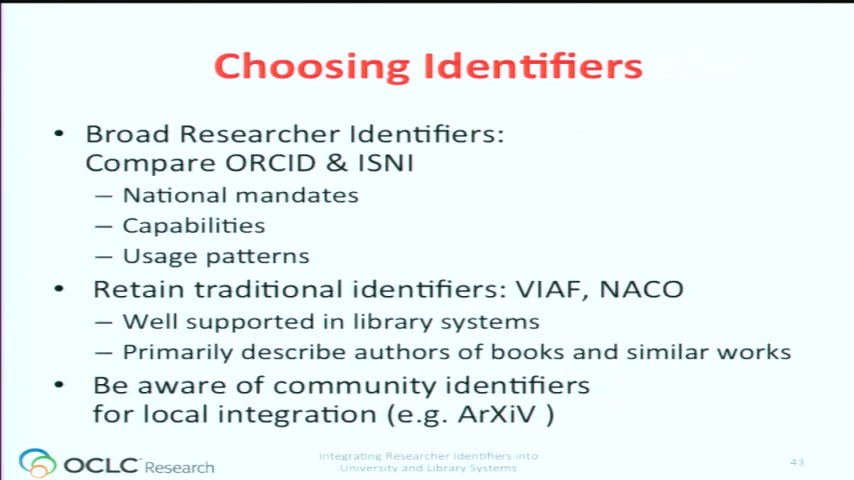 Choosing Identifiers
• Broad Researcher Identifiers:
Compare ORCID & ISNI
– National mandates
– Capabilities
– Usage patterns
• Retain traditional identifiers: VIAF, NACO
– Well supported in library systems
– Primarily describe authors of books and similar works
• Be aware of community identifiers
for local integration (e.g. ArXiV )
OCLC Research
Integrating Researcher Identifiers into
University and Library Systems
43